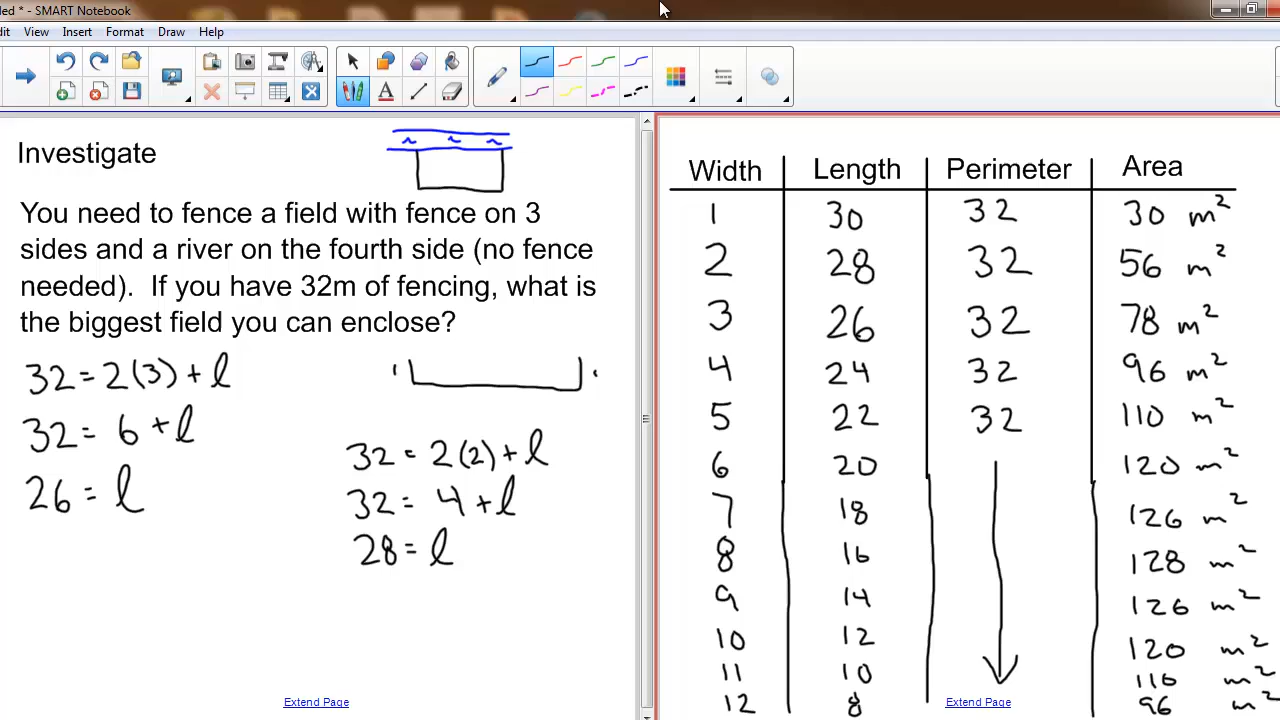 ded * - SMART Notebook
dit View Insert Format Draw Help
Investigate
You need to fence a field with fence on 3
sides and a river on the fourth side (no fence
needed). If you have 32m of fencing, what is
the biggest field you can enclose?
32 = 2(3) + l
32 = 6 + l
26 = l
32 = 2(2) + l
32 = 4 + l
28 = l
Extend Page
Width Length Perimeter Area
1 30 32 30 m²
2 28 32 56 m²
3 26 32 78 m²
4 24 32 96 m²
5 22 32 110 m²
6 20 120 m²
7 18 126 m²
8 16 128 m²
9 14 126 m²
10 12 120 m²
11 10 110 m²
12 8 96 m²
Extend Page